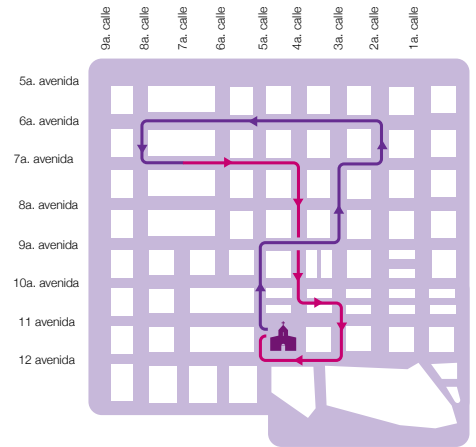 9a. calle
8a. calle
7a. calle
6a. calle
5a. calle
4a. calle
3a. calle
2a. calle
1a. calle
5a. avenida
6a. avenida
7a. avenida
8a. avenida
9a. avenida
10a. avenida
11 avenida
12 avenida